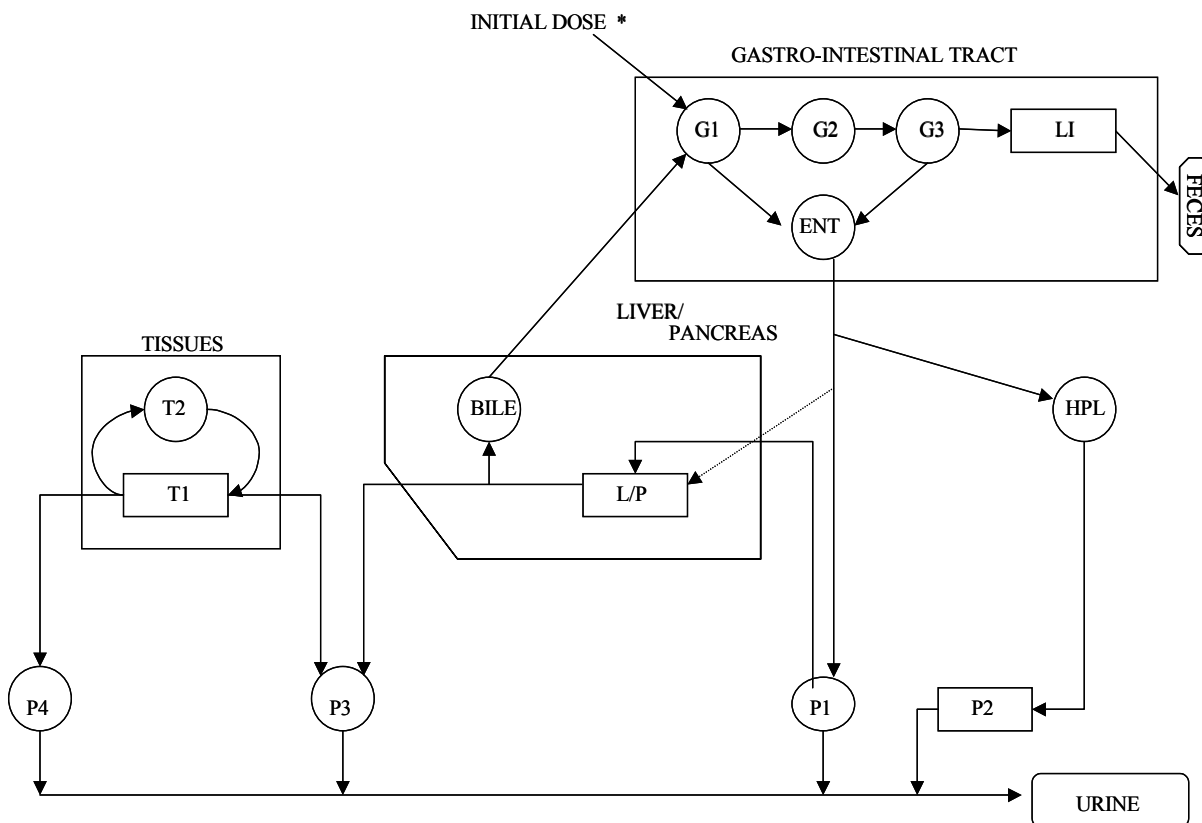 INITIAL DOSE *
GASTRO-INTESTINAL TRACT
G1
G2
G3
LI
FECES
ENT
LIVER/
PANCREAS
TISSUES
T2
BILE
HPL
T1
L/P
P4
P3
P1
P2
URINE